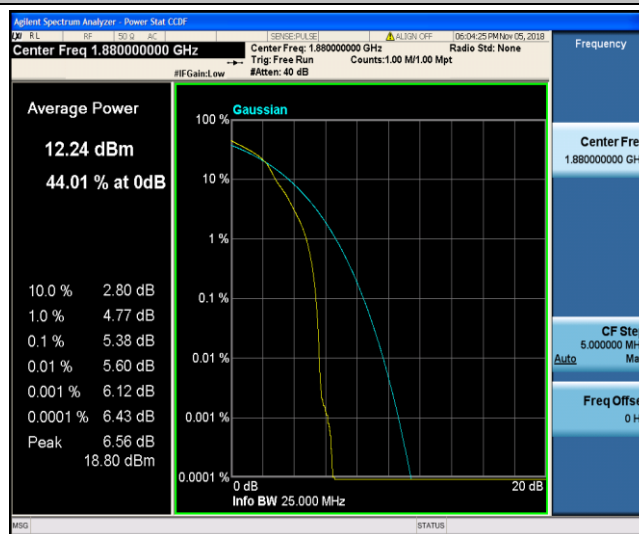 Agilent Spectrum Analyzer - Power Stat CCDF
RL RF 50 Ω AC SENSE:PULSE ALIGN OFF 06:04:25 PM Nov 05, 2018
Center Freq 1.880000000 GHz
Center Freq: 1.880000000 GHz Radio Std: None
Trig: Free Run Counts:1.00 M/1.00 Mpt
#IFGain:Low #Atten: 40 dB
Frequency
Average Power
12.24 dBm
44.01 % at 0dB
10.0 % 2.80 dB
1.0 % 4.77 dB
0.1 % 5.38 dB
0.01 % 5.60 dB
0.001 % 6.12 dB
0.0001 % 6.43 dB
Peak 6.56 dB
18.80 dBm
Gaussian
100 %
10 %
1 %
0.1 %
0.01 %
0.001 %
0.0001 %
0 dB 20 dB
Info BW 25.000 MHz
Center Fre
1.880000000 GH
CF Ste
5.000000 MH
Auto Ma
Freq Offse
0 H
MSG STATUS